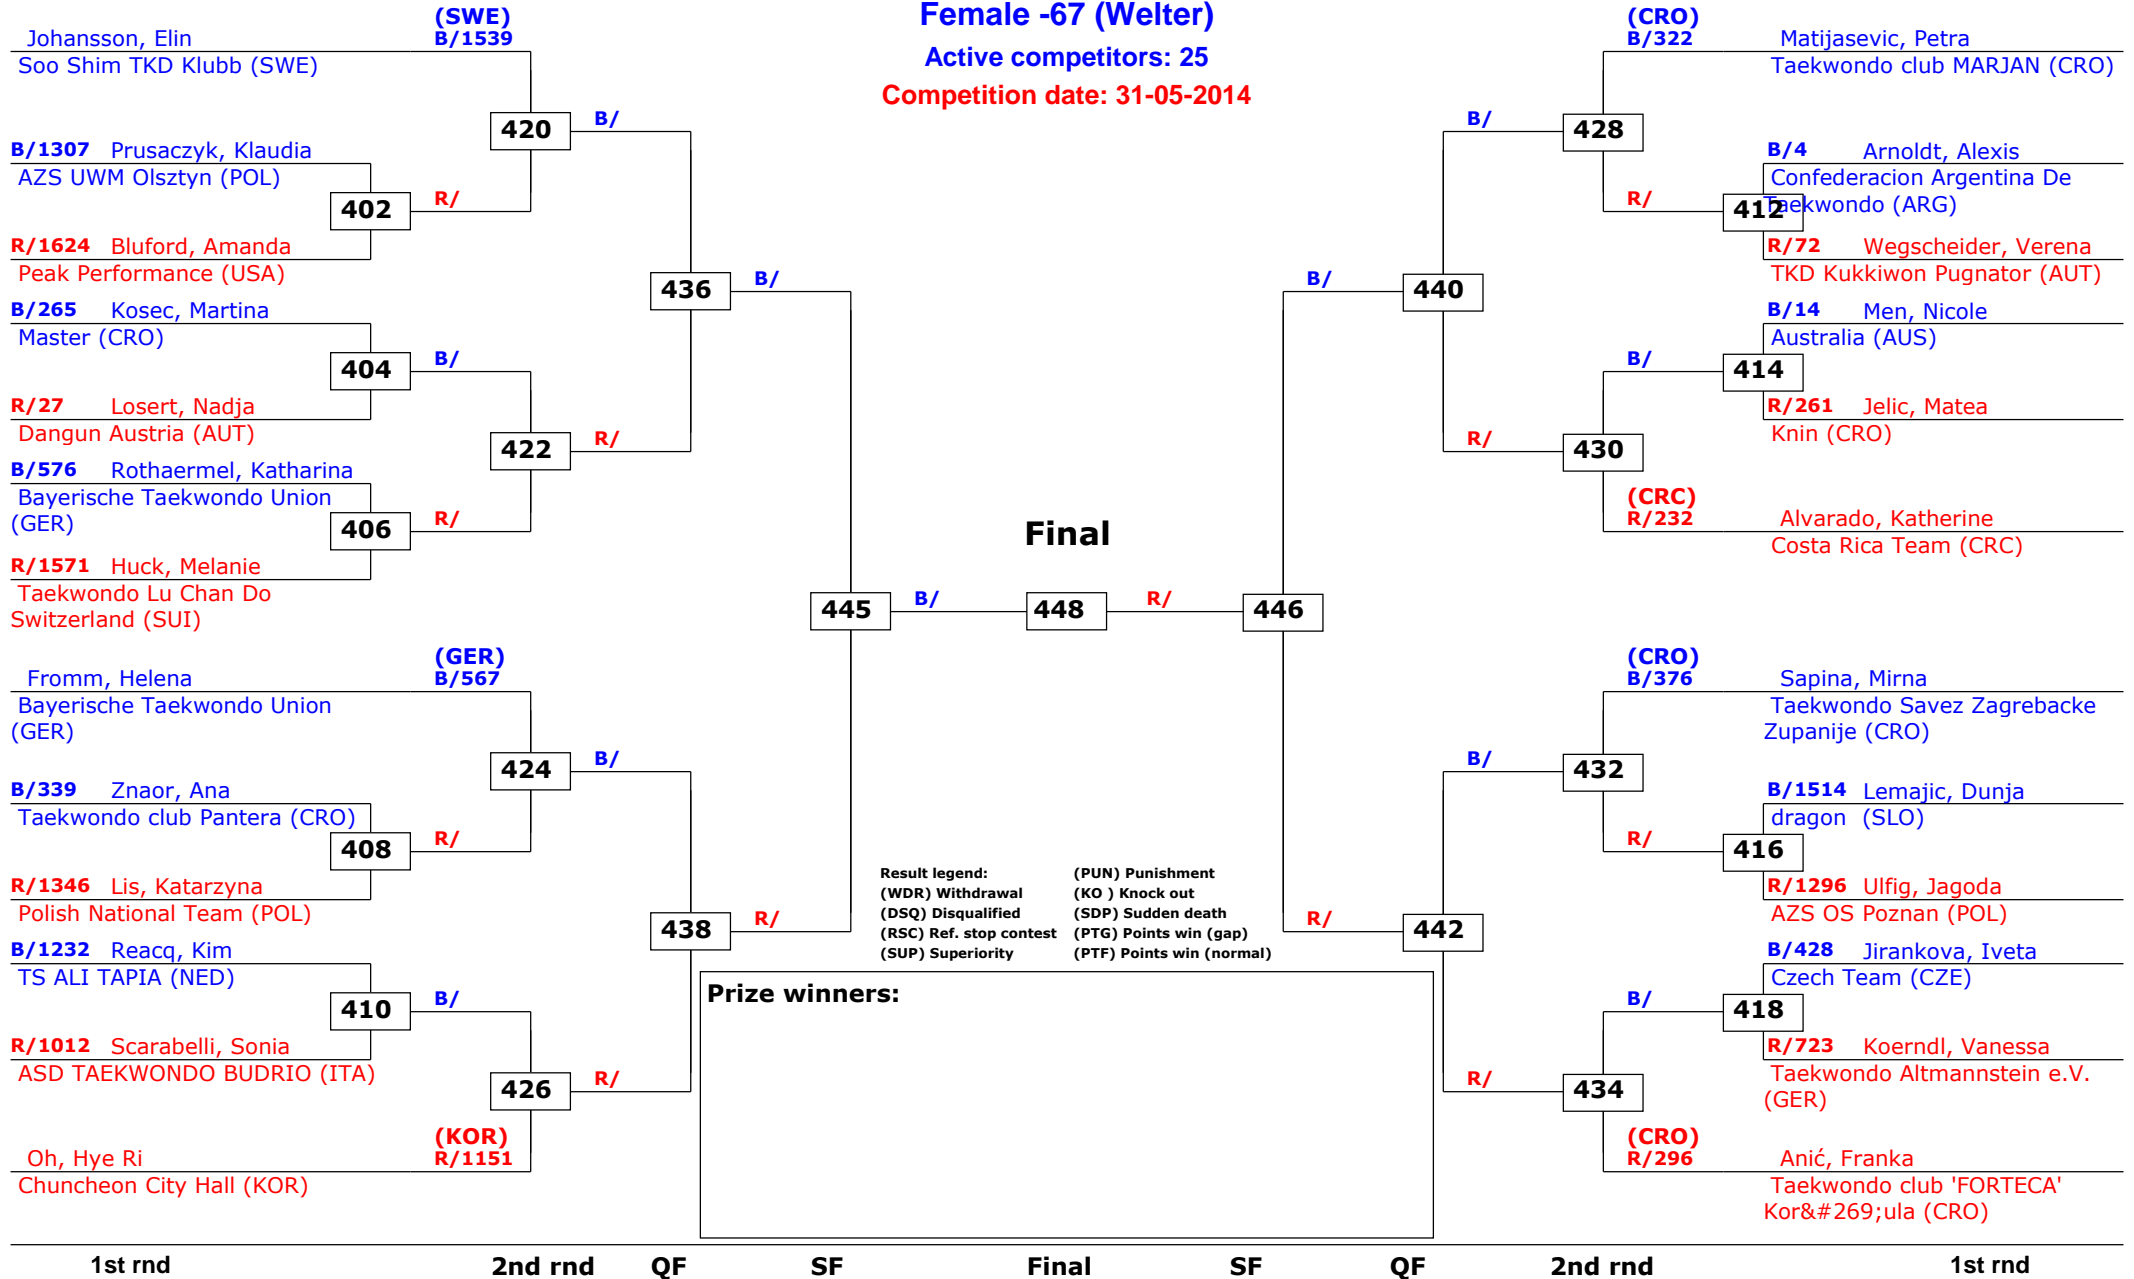 Female -67 (Welter)
Active competitors: 25
Competition date: 31-05-2014
(SWE)
Johansson, Elin B/1539
Soo Shim TKD Klubb (SWE)
420
B/
B/1307 Prusaczyk, Klaudia
AZS UWM Olsztyn (POL)
402
R/
R/1624 Bluford, Amanda
Peak Performance (USA)
436
B/
B/265 Kosec, Martina
Master (CRO)
404
B/
R/27 Losert, Nadja
Dangun Austria (AUT)
422
R/
B/576 Rothaermel, Katharina
Bayerische Taekwondo Union
(GER)
406
R/
R/1571 Huck, Melanie
Taekwondo Lu Chan Do
Switzerland (SUI)
445
B/
(GER)
Fromm, Helena B/567
Bayerische Taekwondo Union
(GER)
424
B/
B/339 Znaor, Ana
Taekwondo club Pantera (CRO)
408
R/
R/1346 Lis, Katarzyna
Polish National Team (POL)
438
R/
B/1232 Reacq, Kim
TS ALI TAPIA (NED)
410
B/
R/1012 Scarabelli, Sonia
ASD TAEKWONDO BUDRIO (ITA)
426
R/
(KOR)
Oh, Hye Ri R/1151
Chuncheon City Hall (KOR)
Final
448
R/
446
(CRO)
B/322 Matijasevic, Petra
Taekwondo club MARJAN (CRO)
B/
428
B/4 Arnoldt, Alexis
Confederacion Argentina De
Taekwondo (ARG)
R/
412
R/72 Wegscheider, Verena
TKD Kukkiwon Pugnator (AUT)
B/
440
B/14 Men, Nicole
Australia (AUS)
B/
414
R/261 Jelic, Matea
Knin (CRO)
R/
430
(CRC)
R/232 Alvarado, Katherine
Costa Rica Team (CRC)
(CRO)
B/376 Sapina, Mirna
Taekwondo Savez Zagrebacke
Zupanije (CRO)
B/
432
B/1514 Lemajic, Dunja
dragon (SLO)
R/
416
R/1296 Ulfig, Jagoda
AZS OS Poznan (POL)
R/
442
B/428 Jirankova, Iveta
Czech Team (CZE)
B/
418
R/723 Koerndl, Vanessa
Taekwondo Altmannstein e.V.
(GER)
R/
434
(CRO)
R/296 Anić, Franka
Taekwondo club 'FORTECA'
Kor&#269;ula (CRO)
Result legend: (PUN) Punishment
(WDR) Withdrawal (KO ) Knock out
(DSQ) Disqualified (SDP) Sudden death
(RSC) Ref. stop contest (PTG) Points win (gap)
(SUP) Superiority (PTF) Points win (normal)
Prize winners:
1st rnd 2nd rnd QF SF Final SF QF 2nd rnd 1st rnd